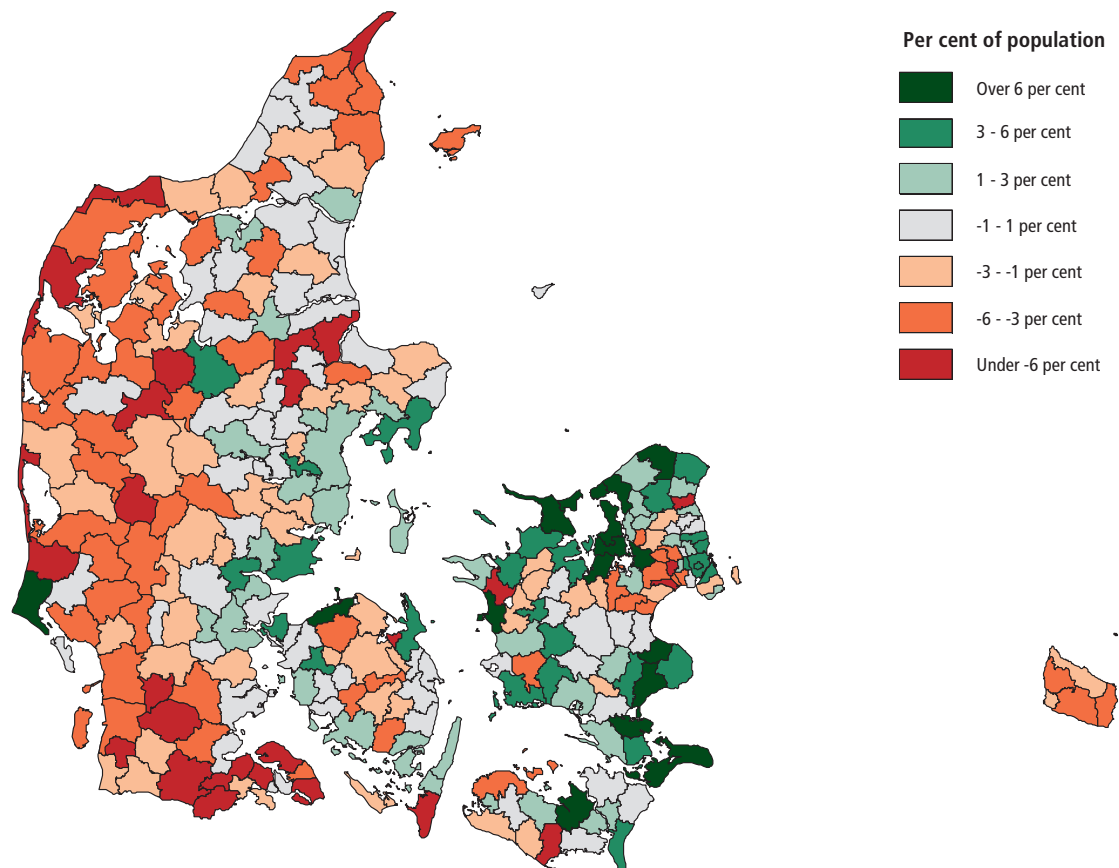 Per cent of population
Over 6 per cent
3 - 6 per cent
1 - 3 per cent
-1 - 1 per cent
-3 - -1 per cent
-6 - -3 per cent
Under -6 per cent